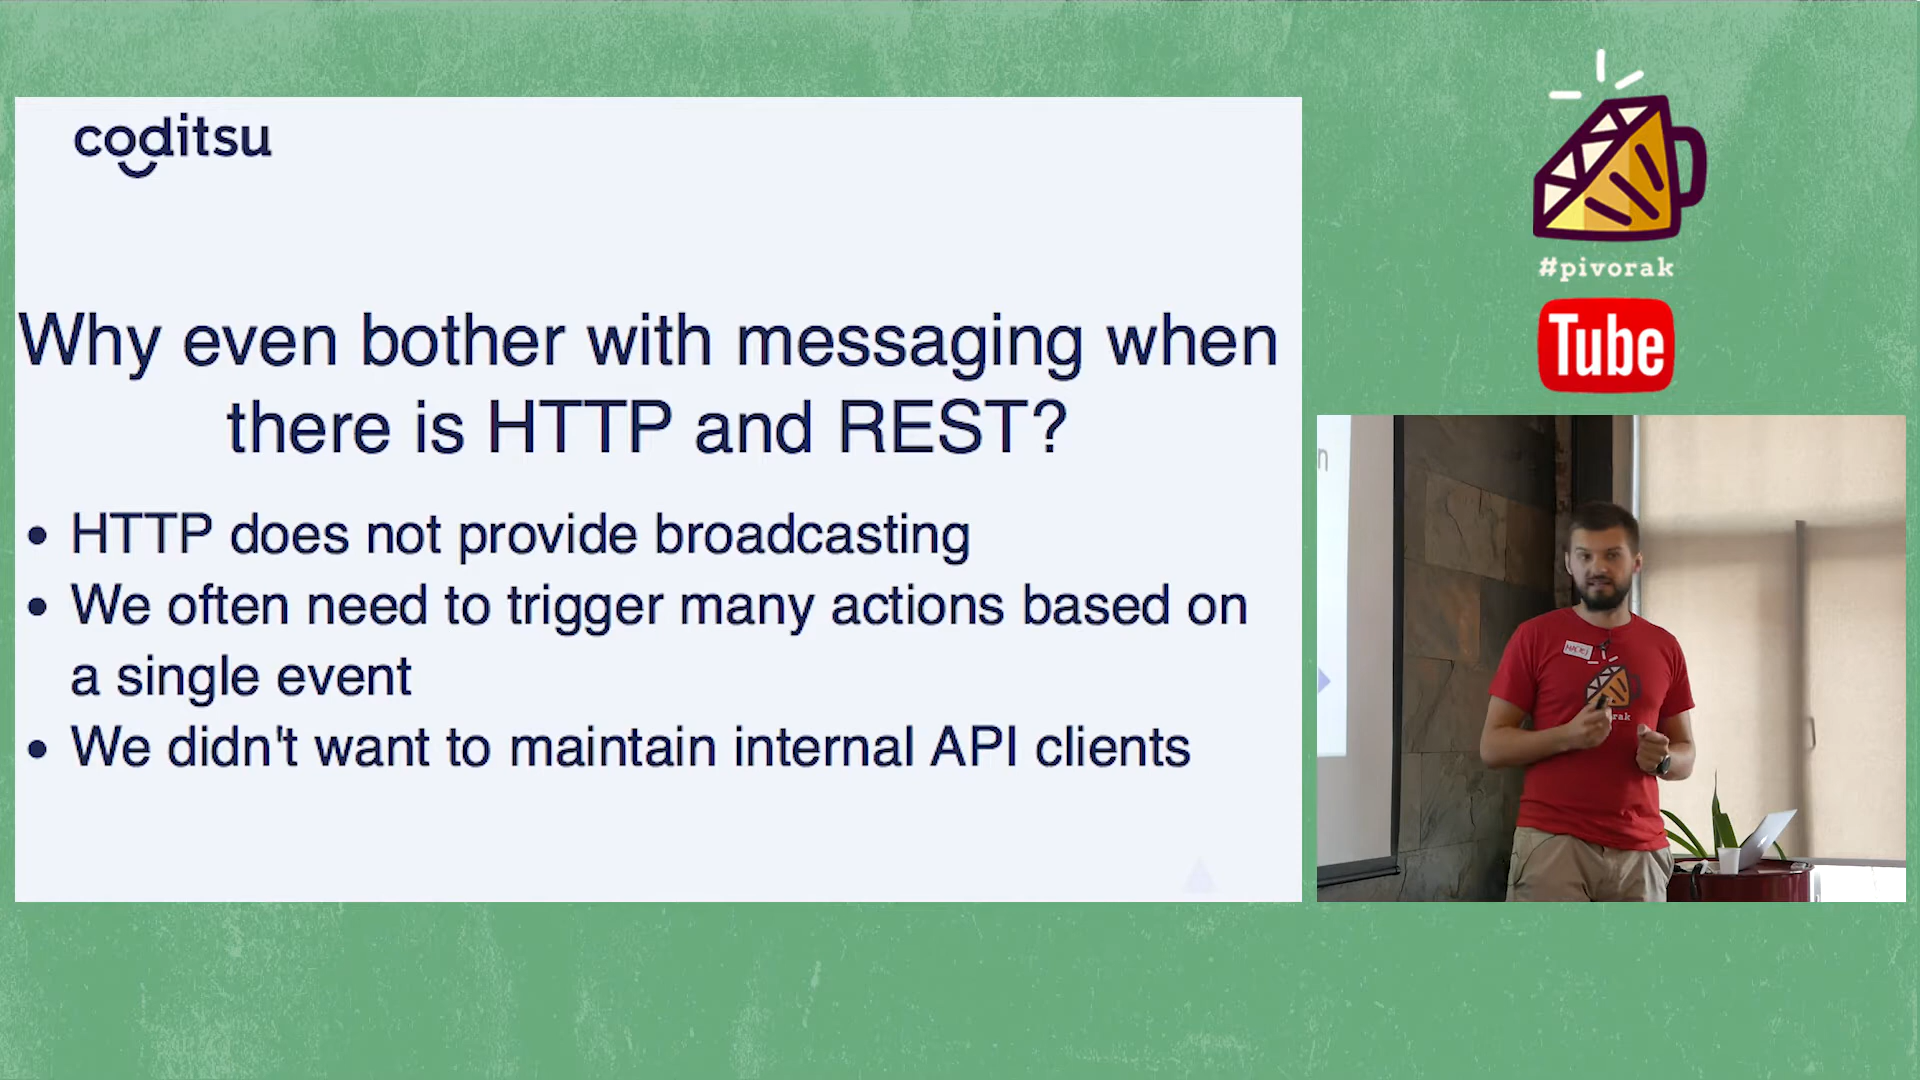 coditsu
Why even bother with messaging when
there is HTTP and REST?
• HTTP does not provide broadcasting
• We often need to trigger many actions based on
a single event
• We didn't want to maintain internal API clients
#pivorak
Tube
n
rak